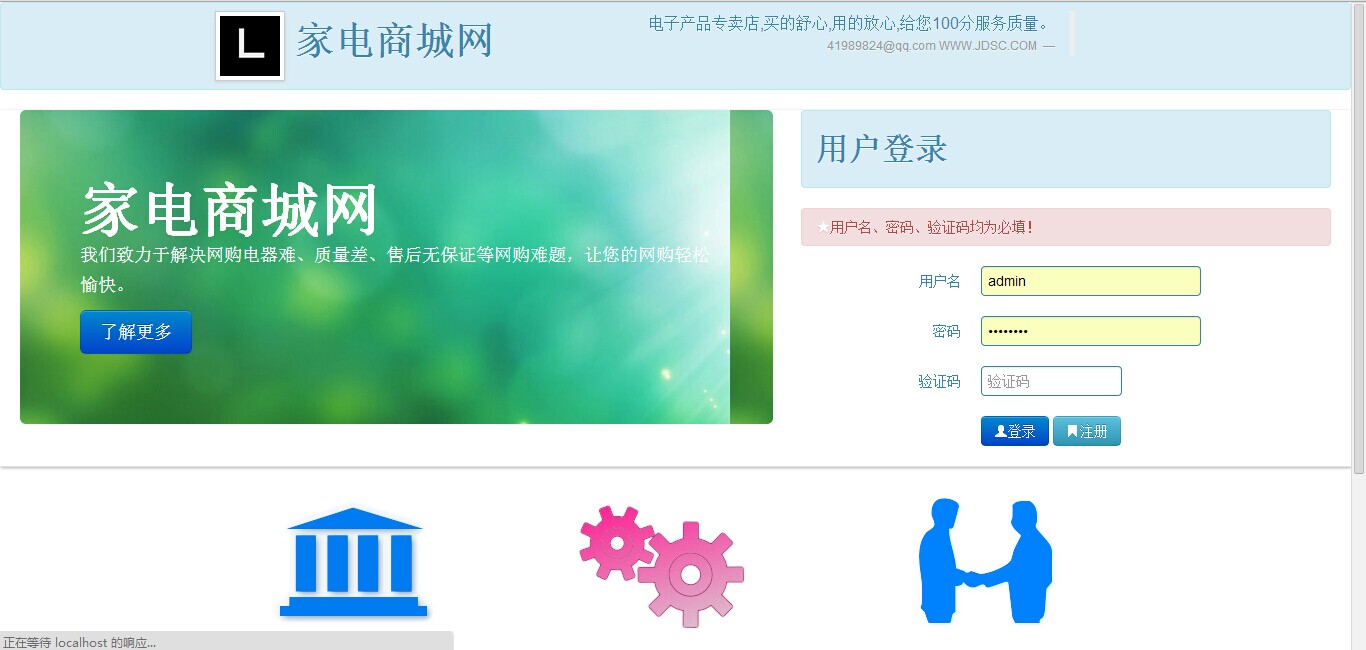 L
家电商城网
电子产品专卖店,买的舒心,用的放心,给您100分服务质量。
41989824@qq.com WWW.JDSC.COM —
家电商城网
我们致力于解决网购电器难、质量差、售后无保证等网购难题，让您的网购轻松
愉快。
了解更多
用户登录
★用户名、密码、验证码均为必填！
用户名 admin
密码 ••••••••
验证码 验证码
登录 注册
正在等待 localhost 的响应...